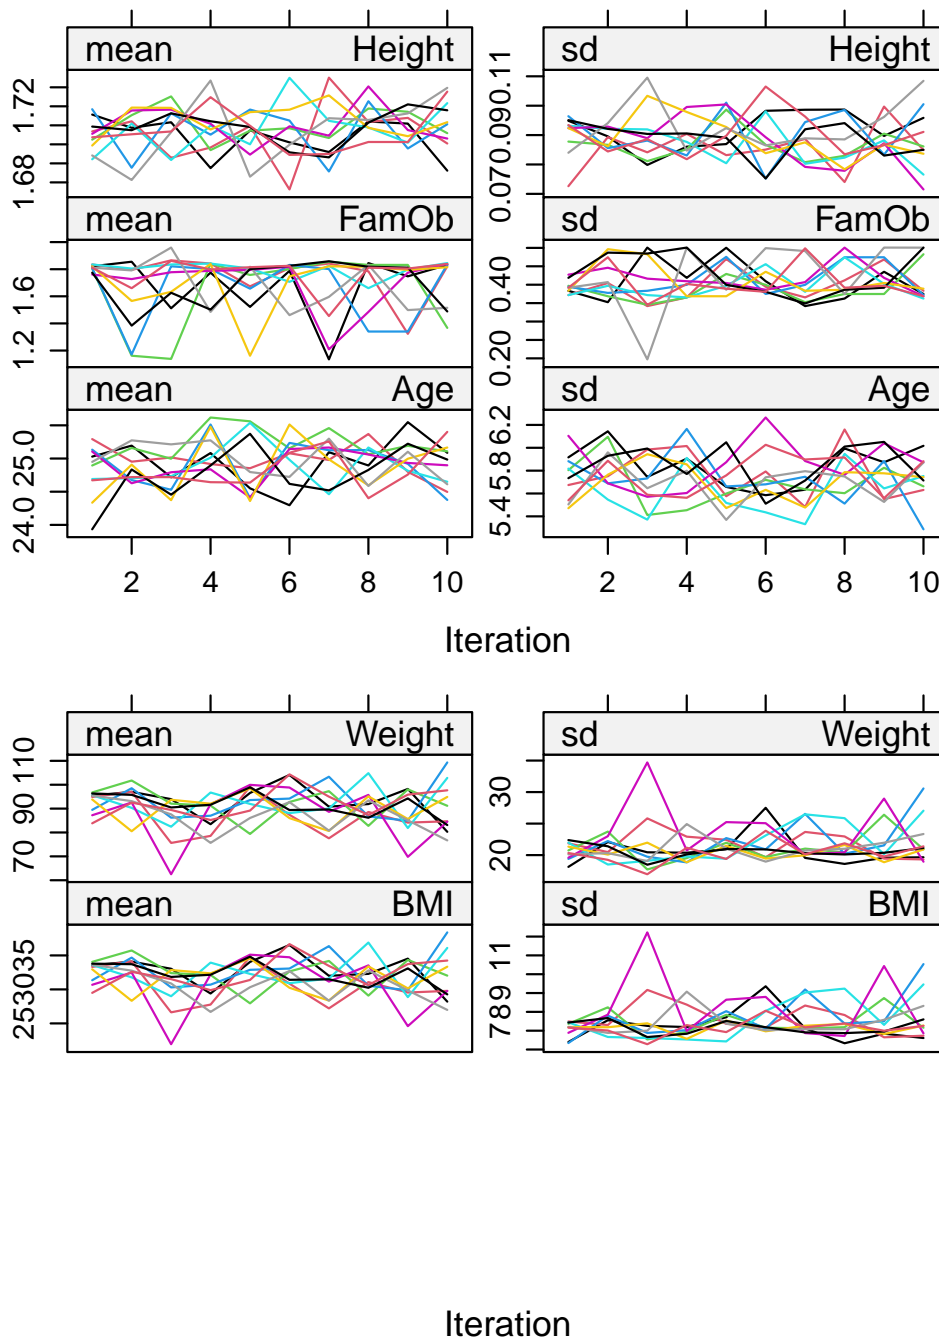 mean Height
sd Height
1.68 1.72
0.07 0.09 0.11
mean FamOb
sd FamOb
1.2 1.6
0.20 0.40
mean Age
sd Age
24.0 25.0
5.4 5.8 6.2
2 4 6 8 10
2 4 6 8 10
Iteration
mean Weight
sd Weight
70 90 110
20 30
mean BMI
sd BMI
25 30 35
7 8 9 11
Iteration